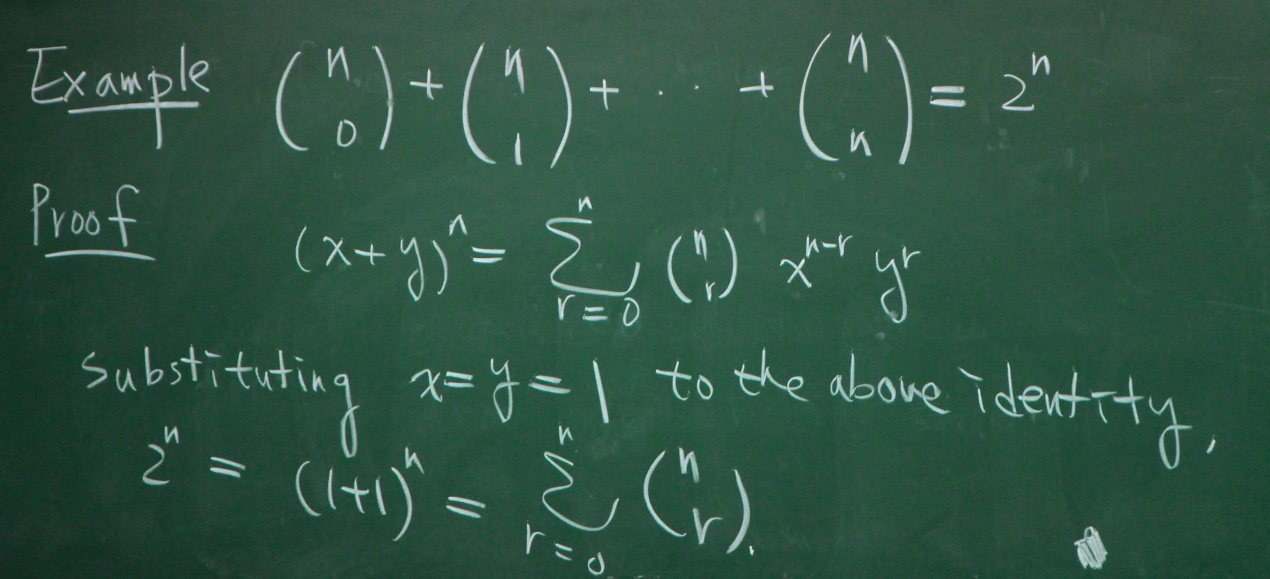 Example (n 0) + (n 1) + ... + (n n) = 2^n
Proof
(x+y)^n = Σ_{r=0}^{n} (n r) x^{n-r} y^r
Substituting x=y=1 to the above identity,
2^n = (1+1)^n = Σ_{r=0}^{n} (n r).